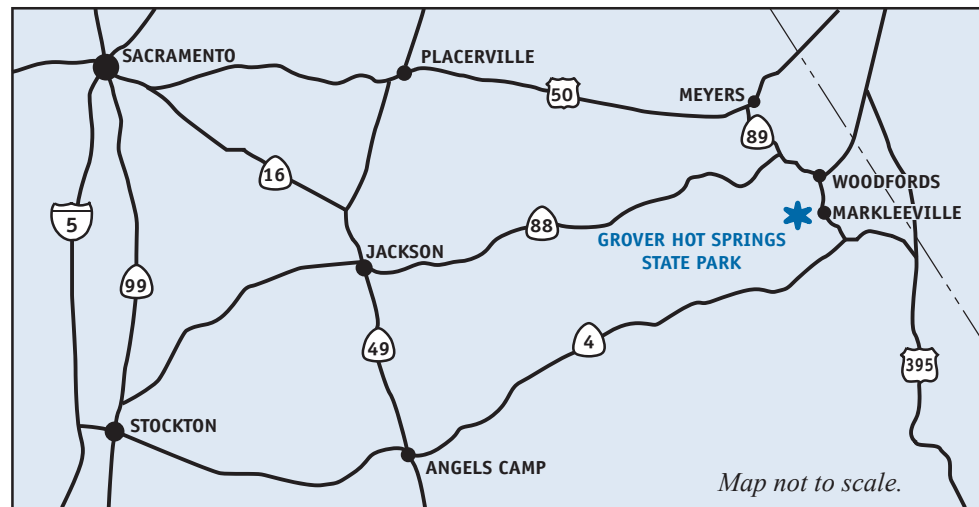 SACRAMENTO
PLACERVILLE
50
MEYERS
89
16
WOODFORDS
5
88
MARKLEEVILLE
GROVER HOT SPRINGS
STATE PARK
JACKSON
99
49
4
395
STOCKTON
ANGELS CAMP
Map not to scale.